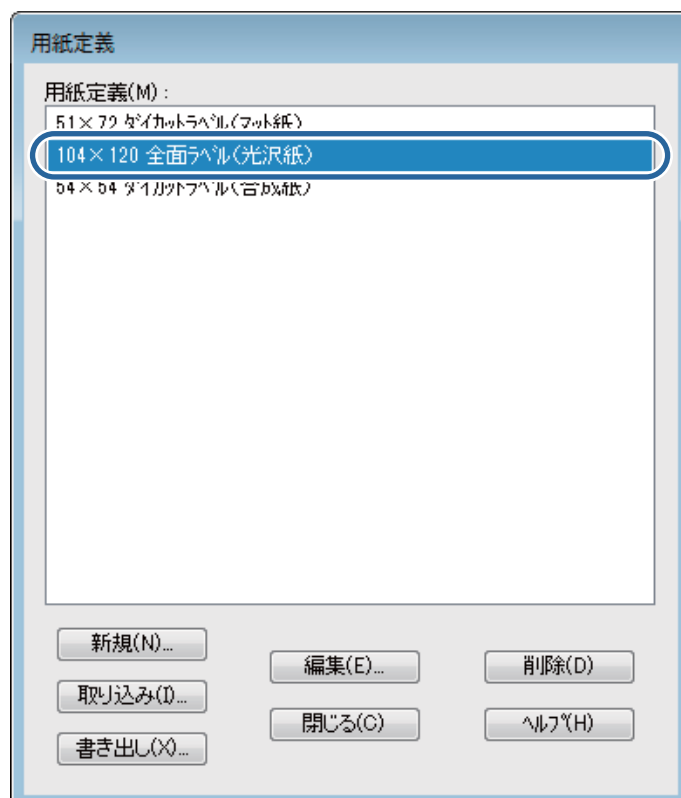 用紙定義
用紙定義(M) :
51×72 ダイカットラベル(マット紙)
104×120 全面ラベル(光沢紙)
54×54 ダイカットラベル(合成紙)
新規(N)...
編集(E)...
削除(D)
取り込み(I)...
閉じる(C)
ヘルプ(H)
書き出し(X)...